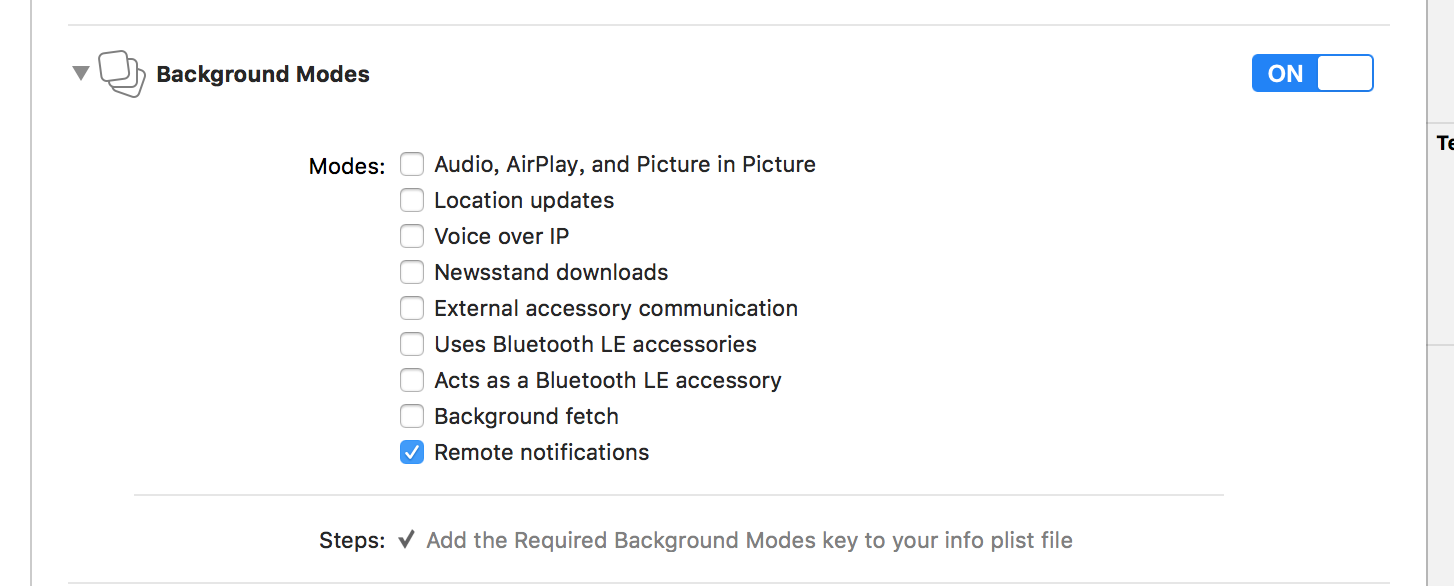 Background Modes
ON
Te
Modes:
Audio, AirPlay, and Picture in Picture
Location updates
Voice over IP
Newsstand downloads
External accessory communication
Uses Bluetooth LE accessories
Acts as a Bluetooth LE accessory
Background fetch
Remote notifications
Steps: ✓ Add the Required Background Modes key to your info plist file